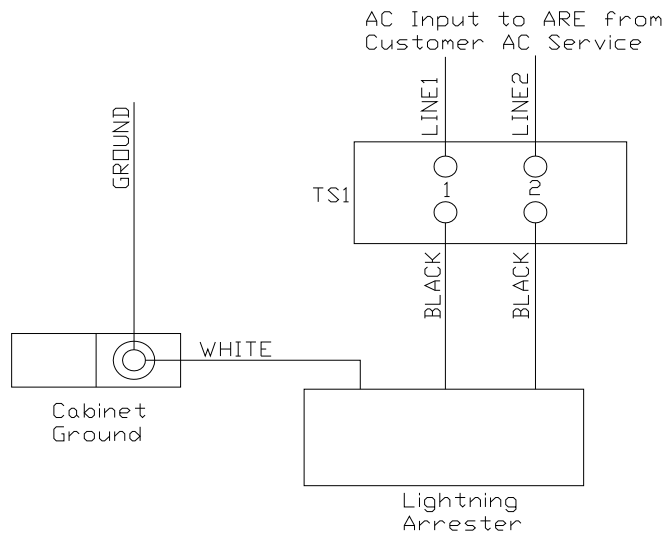 AC Input to ARE from
Customer AC Service
LINE1
LINE2
GROUND
TS1
1
2
BLACK
BLACK
WHITE
Cabinet
Ground
Lightning
Arrester